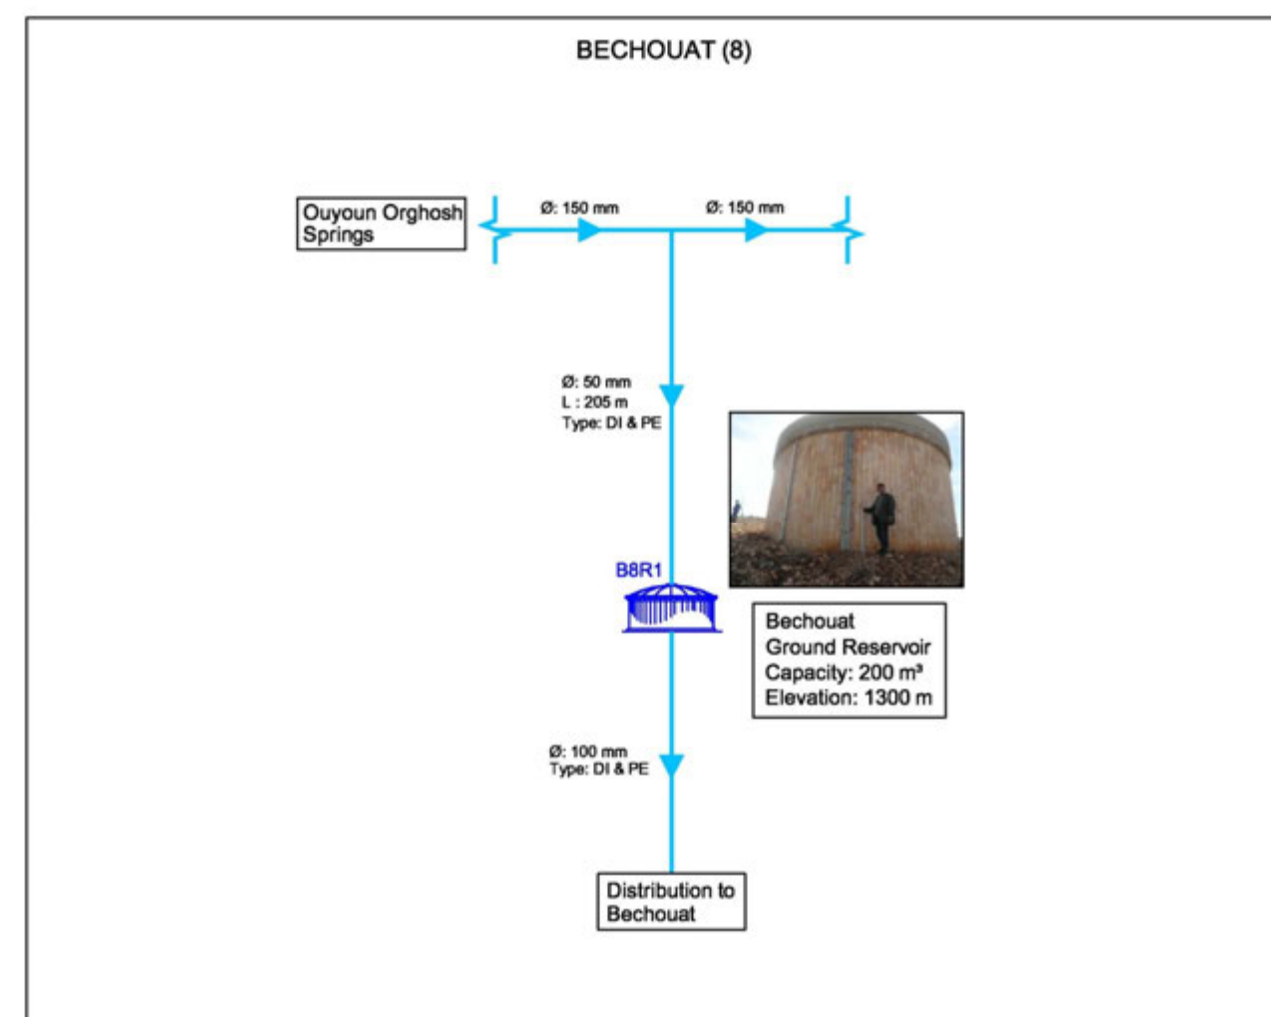 BECHOUAT (8)
Ouyoun Orghosh
Springs
Ø: 150 mm
Ø: 150 mm
Ø: 50 mm
L : 205 m
Type: DI & PE
B8R1
Bechouat
Ground Reservoir
Capacity: 200 m³
Elevation: 1300 m
Ø: 100 mm
Type: DI & PE
Distribution to
Bechouat